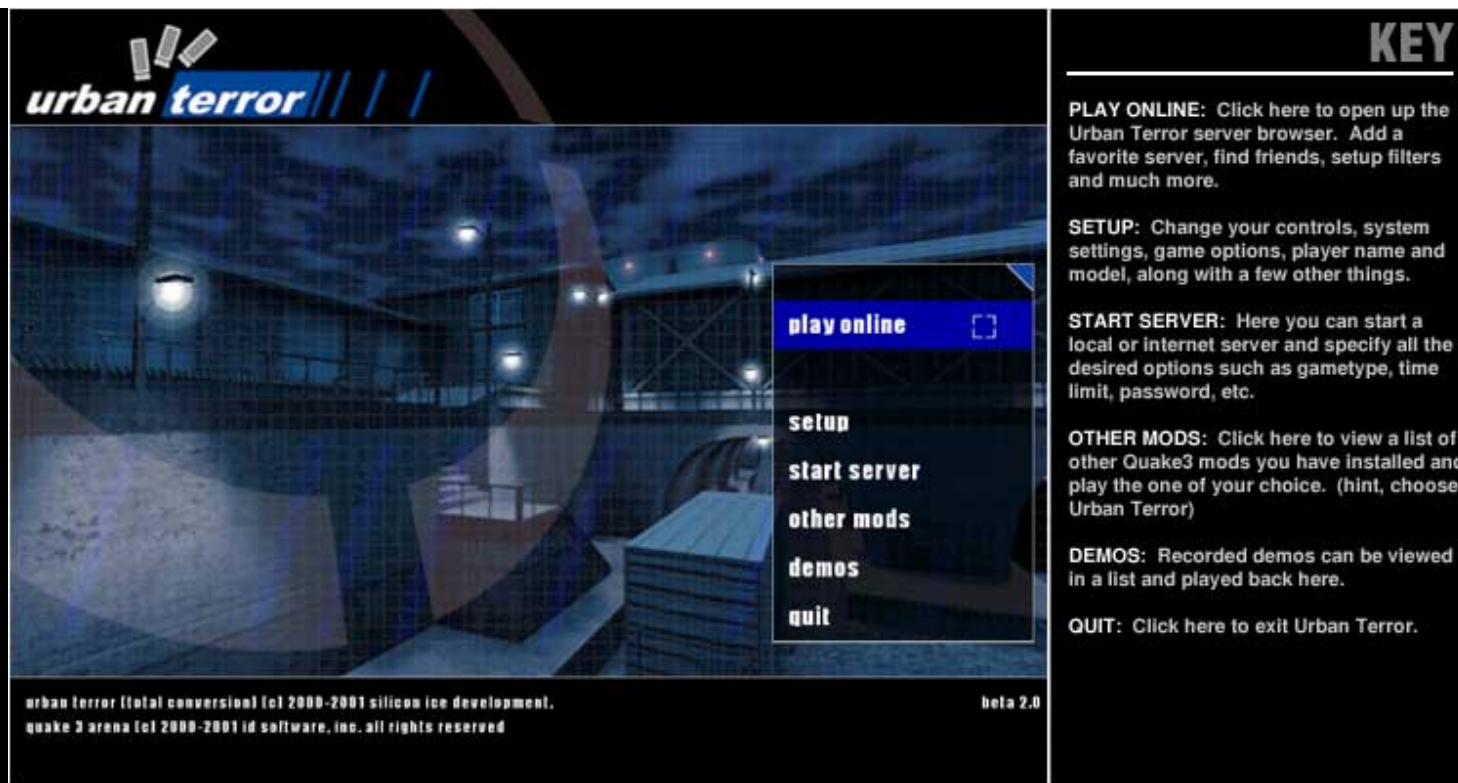 urban terror
play online
setup
start server
other mods
demos
quit
urban terror [total conversion] [c] 2000-2001 silicon ice development,
quake 3 arena [c] 2000-2001 id software, inc. all rights reserved
beta 2.0
KEY
PLAY ONLINE: Click here to open up the
Urban Terror server browser. Add a
favorite server, find friends, setup filters
and much more.
SETUP: Change your controls, system
settings, game options, player name and
model, along with a few other things.
START SERVER: Here you can start a
local or internet server and specify all the
desired options such as gametype, time
limit, password, etc.
OTHER MODS: Click here to view a list of
other Quake3 mods you have installed and
play the one of your choice. (hint, choose
Urban Terror)
DEMOS: Recorded demos can be viewed
in a list and played back here.
QUIT: Click here to exit Urban Terror.